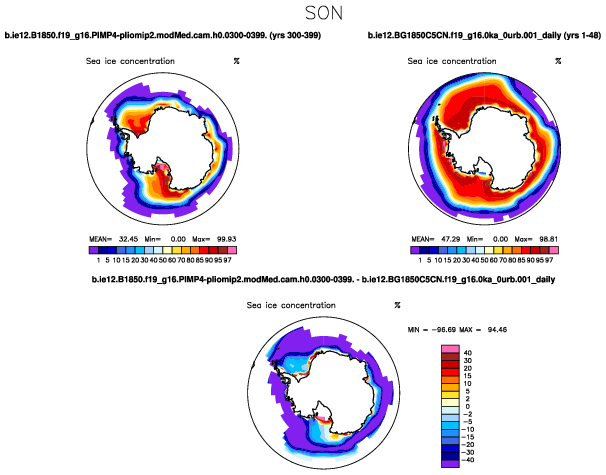 SON
b.ie12.B1850.f19_g16.PIMP4-pliomip2.modMed.cam.h0.0300-0399. (yrs 300-399)
b.ie12.BG1850C5CN.f19_g16.0ka_0urb.001_daily (yrs 1-48)
Sea ice concentration %
Sea ice concentration %
MEAN= 32.45 Min= 0.00 Max= 99.93
MEAN= 47.29 Min= 0.00 Max= 98.81
1 5 10 15 20 30 40 50 60 70 80 85 90 95 97
1 5 10 15 20 30 40 50 60 70 80 85 90 95 97
b.ie12.B1850.f19_g16.PIMP4-pliomip2.modMed.cam.h0.0300-0399. - b.ie12.BG1850C5CN.f19_g16.0ka_0urb.001_daily
Sea ice concentration %
MIN = -96.69 MAX = 94.46
40
30
20
15
10
5
2
0
-2
-5
-10
-15
-20
-30
-40